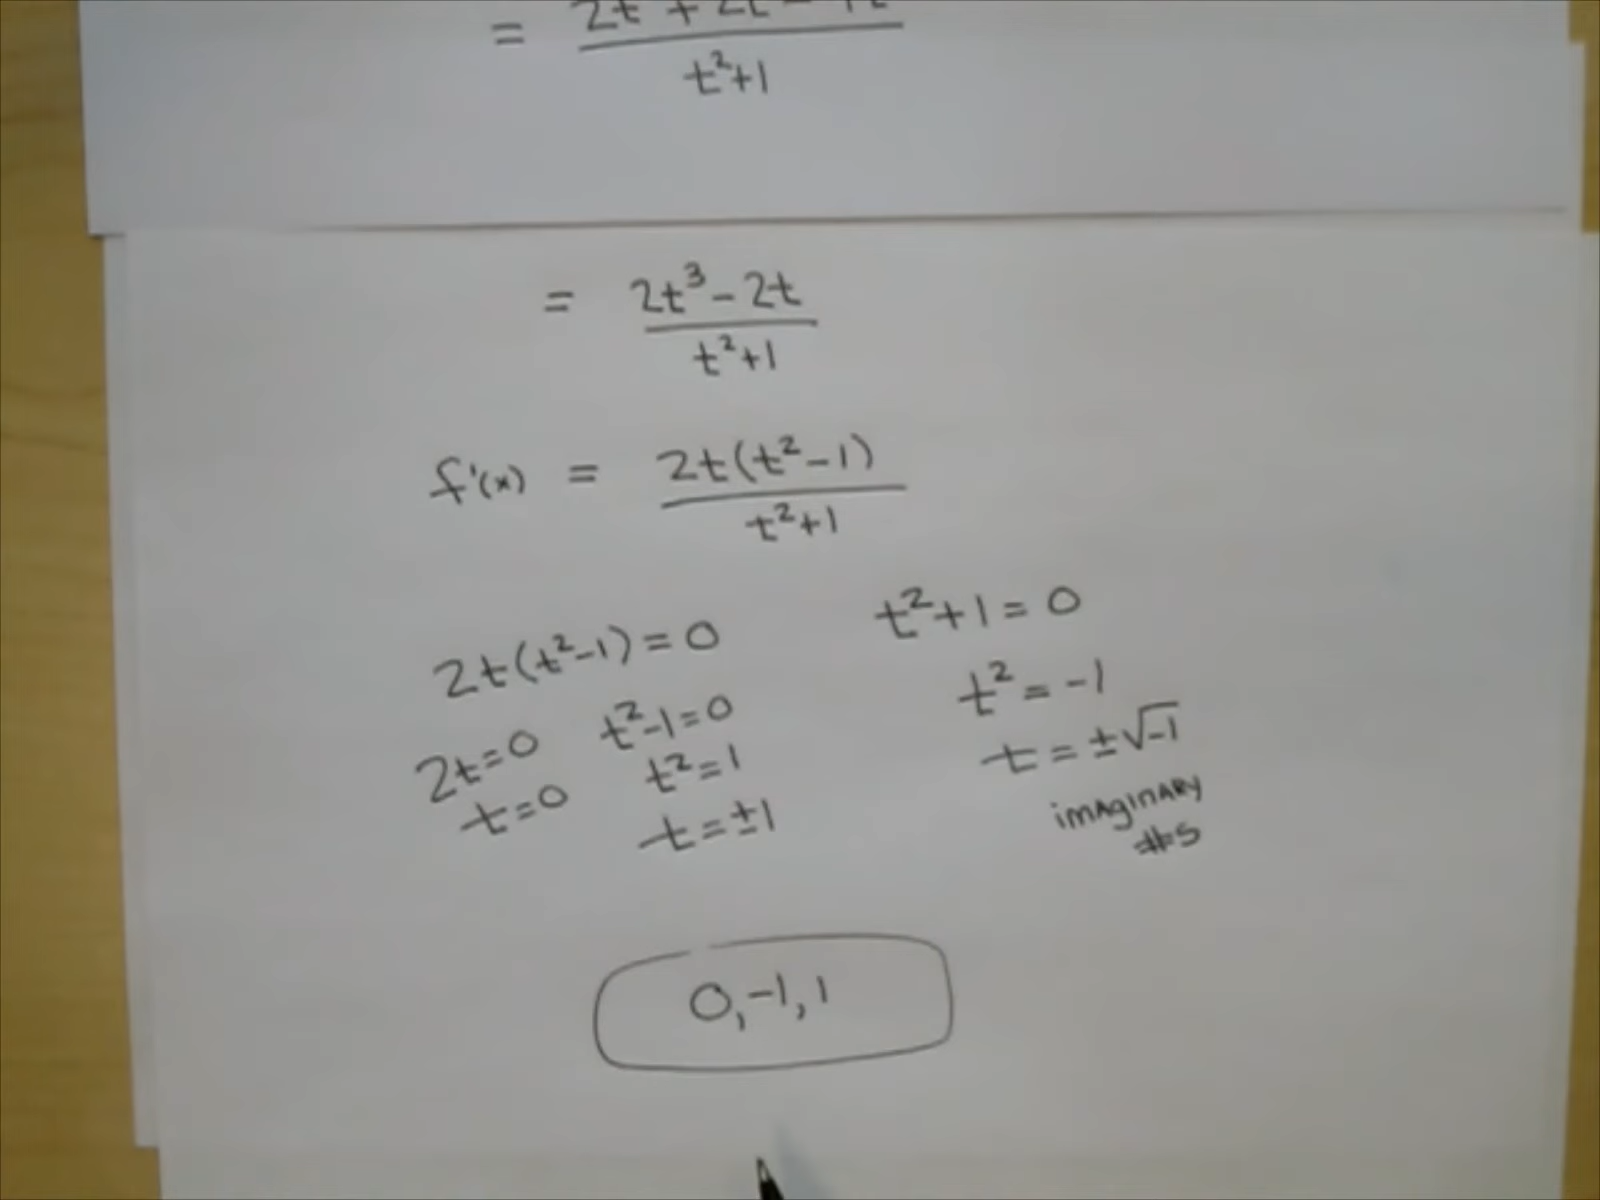 =
t²+1
= 2t³-2t
t²+1
f'(x) = 2t(t²-1)
t²+1
2t(t²-1)=0
t²+1=0
2t=0
t²-1=0
t²=-1
t=0
t²=1
t=±√-1
t=±1
imAginARy
#s
0,-1,1